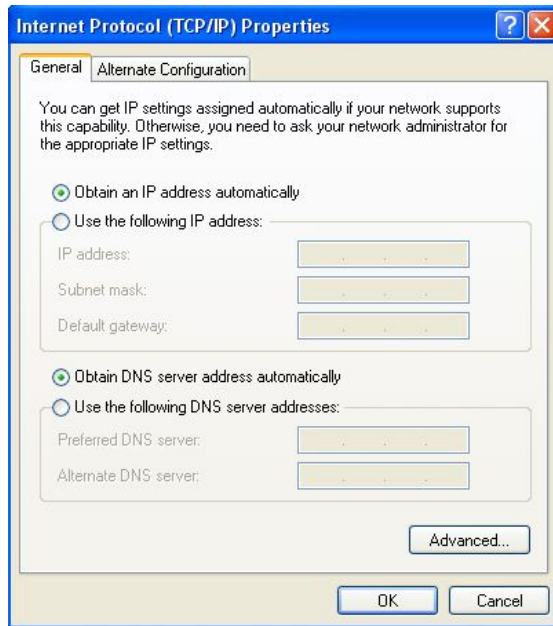 Internet Protocol (TCP/IP) Properties
General
Alternate Configuration
You can get IP settings assigned automatically if your network supports
this capability. Otherwise, you need to ask your network administrator for
the appropriate IP settings.
Obtain an IP address automatically
Use the following IP address:
IP address:
Subnet mask:
Default gateway:
Obtain DNS server address automatically
Use the following DNS server addresses:
Preferred DNS server:
Alternate DNS server:
Advanced...
OK
Cancel